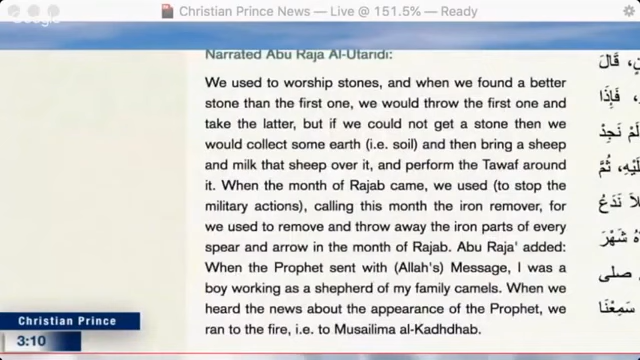 Christian Prince News — Live @ 151.5% — Ready
Google
Narrated Abu Raja Al-Utaridi:
We used to worship stones, and when we found a better
stone than the first one, we would throw the first one and
take the latter, but if we could not get a stone then we
would collect some earth (i.e. soil) and then bring a sheep
and milk that sheep over it, and perform the Tawaf around
it. When the month of Rajab came, we used (to stop the
military actions), calling this month the iron remover, for
we used to remove and throw away the iron parts of every
spear and arrow in the month of Rajab. Abu Raja' added:
When the Prophet sent with (Allah's) Message, I was a
boy working as a shepherd of my family camels. When we
heard the news about the appearance of the Prophet, we
ran to the fire, i.e. to Musailima al-Kadhdhab.
قَالَ
فَإِذَا
لَمْ نَجِدْ
ثُمَّ
نَدَعُ
شَهْرَ
صلى
سَمِعْنَا
Christian Prince
3:10